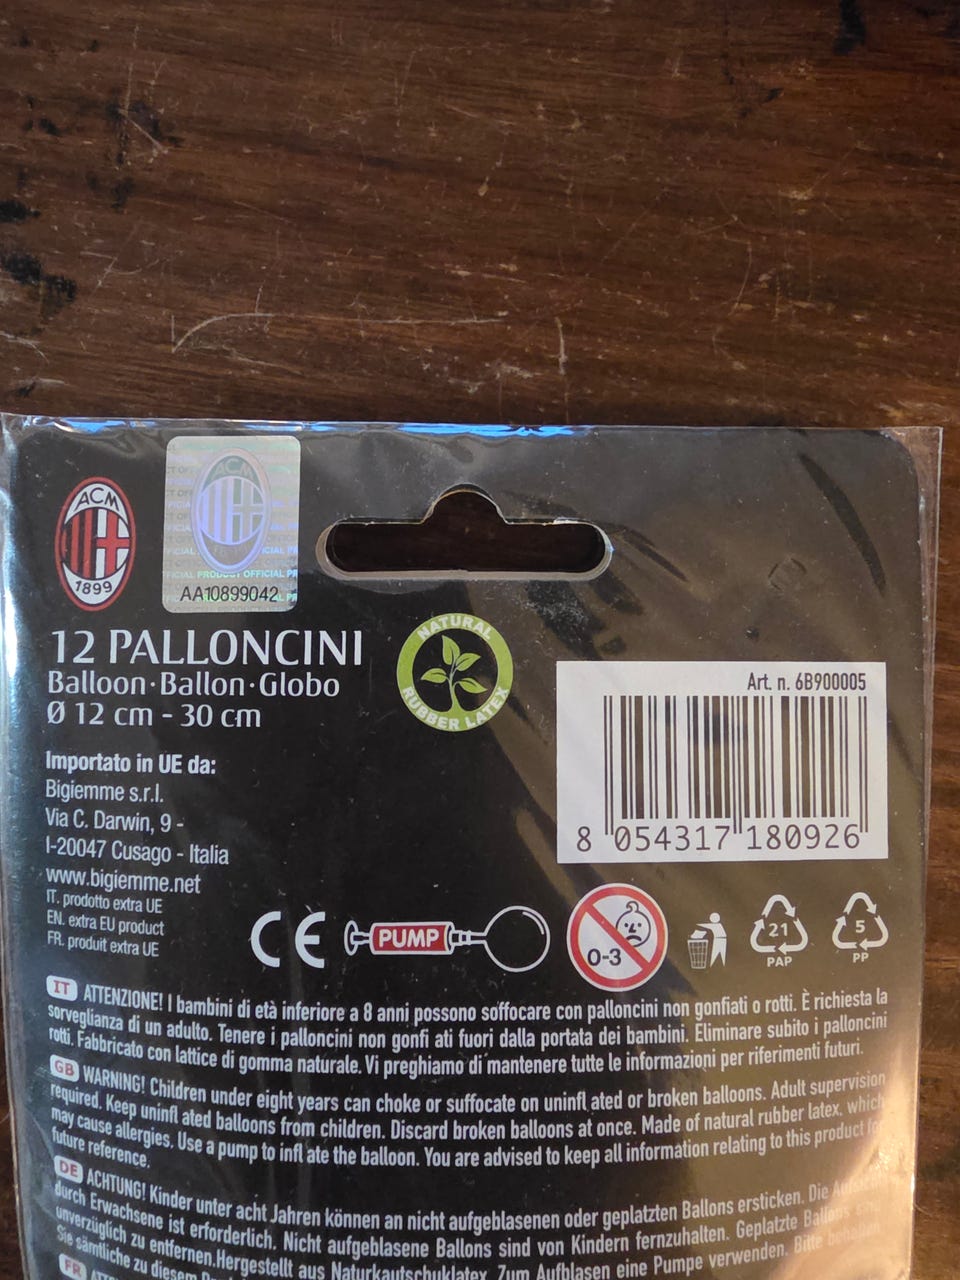 ACM
1899
ACM
OFFICIAL PRODUCT OFFICIAL PR
AA10899042
12 PALLONCINI
Balloon·Ballon·Globo
Ø 12 cm - 30 cm
NATURAL
RUBBER LATEX
Art. n. 6B900005
8 054317 180926
Importato in UE da:
Bigiemme s.r.l.
Via C. Darwin, 9 -
I-20047 Cusago - Italia
www.bigiemme.net
IT. prodotto extra UE
EN. extra EU product
FR. produit extra UE
CE
PUMP
0-3
21
PAP
5
PP
IT ATTENZIONE! I bambini di età inferiore a 8 anni possono soffocare con palloncini non gonfiati o rotti. È richiesta la
sorveglianza di un adulto. Tenere i palloncini non gonfi ati fuori dalla portata dei bambini. Eliminare subito i palloncini
rotti. Fabbricato con lattice di gomma naturale. Vi preghiamo di mantenere tutte le informazioni per riferimenti futuri.
GB WARNING! Children under eight years can choke or suffocate on uninfl ated or broken balloons. Adult supervision
required. Keep uninfl ated balloons from children. Discard broken balloons at once. Made of natural rubber latex, which
may cause allergies. Use a pump to infl ate the balloon. You are advised to keep all information relating to this product for
future reference.
DE ACHTUNG! Kinder unter acht Jahren können an nicht aufgeblasenen oder geplatzten Ballons ersticken. Die
durch Erwachsene ist erforderlich. Nicht aufgeblasene Ballons sind von Kindern fernzuhalten. Geplatzte Ballons
unverzüglich zu entfernen.Hergestellt aus Naturkautschuklatex. Zum Aufblasen eine Pumpe verwenden. Bitte
Sie sämtliche zu diesem
FR